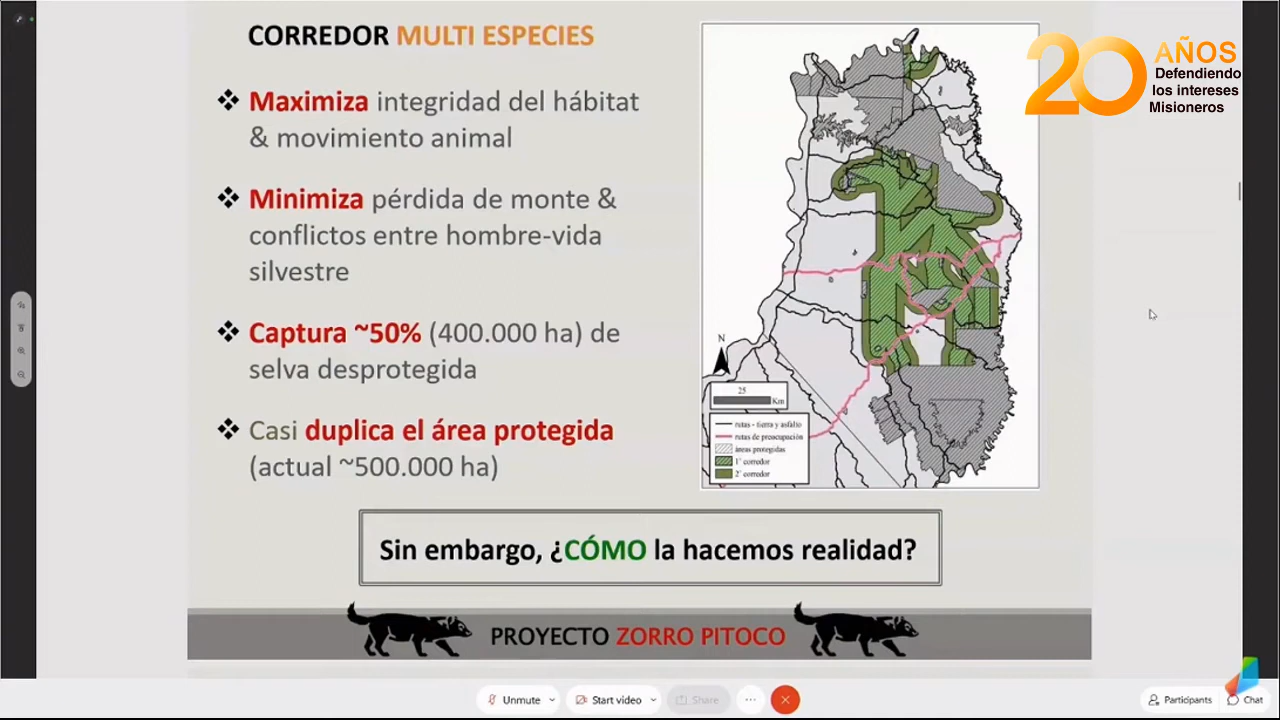 CORREDOR MULTI ESPECIES
❖ Maximiza integridad del hábitat
& movimiento animal
❖ Minimiza pérdida de monte &
conflictos entre hombre-vida
silvestre
❖ Captura ~50% (400.000 ha) de
selva desprotegida
❖ Casi duplica el área protegida
(actual ~500.000 ha)
20 AÑOS
Defendiendo
los intereses
Misioneros
N
25
Km
rutas - tierra y asfalto
rutas de preocupación
áreas protegidas
1˚ corredor
2˚ corredor
Sin embargo, ¿CÓMO la hacemos realidad?
PROYECTO ZORRO PITOCO
Unmute
Start video
Share
Participants
Chat